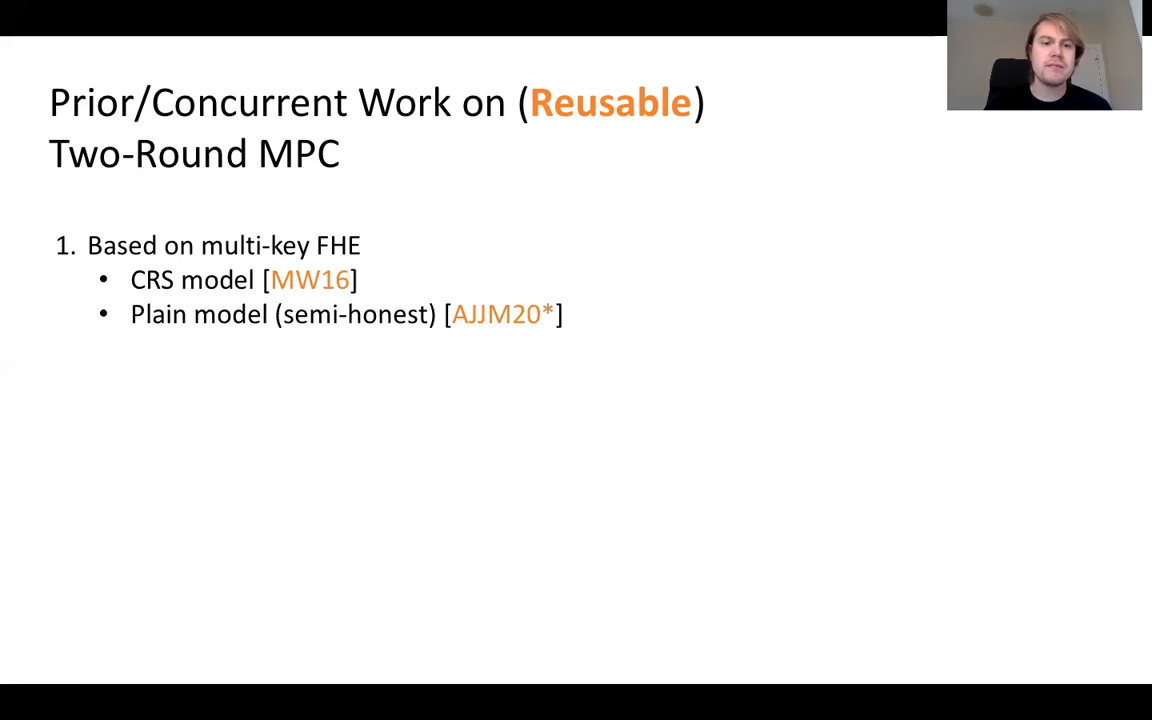 Prior/Concurrent Work on (Reusable)
Two-Round MPC
1. Based on multi-key FHE
• CRS model [MW16]
• Plain model (semi-honest) [AJJM20*]